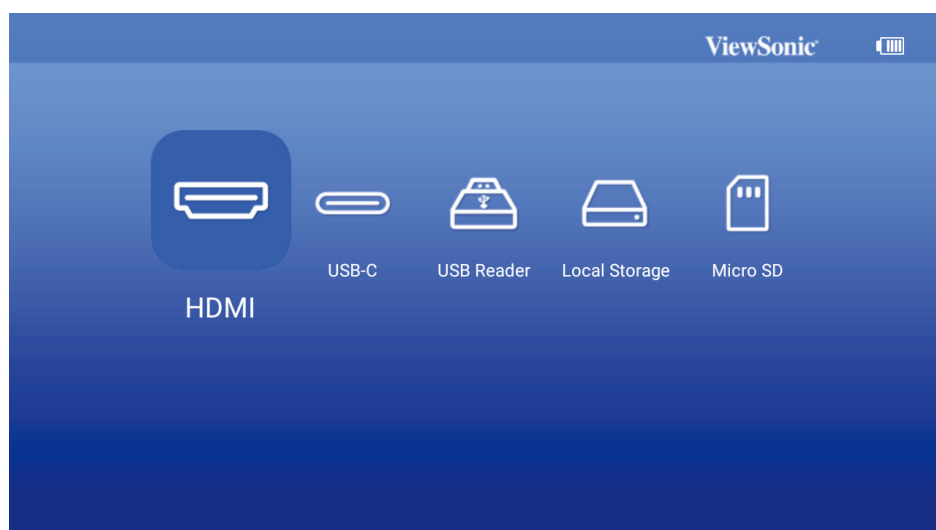 ViewSonic
HDMI
USB-C
USB Reader
Local Storage
Micro SD